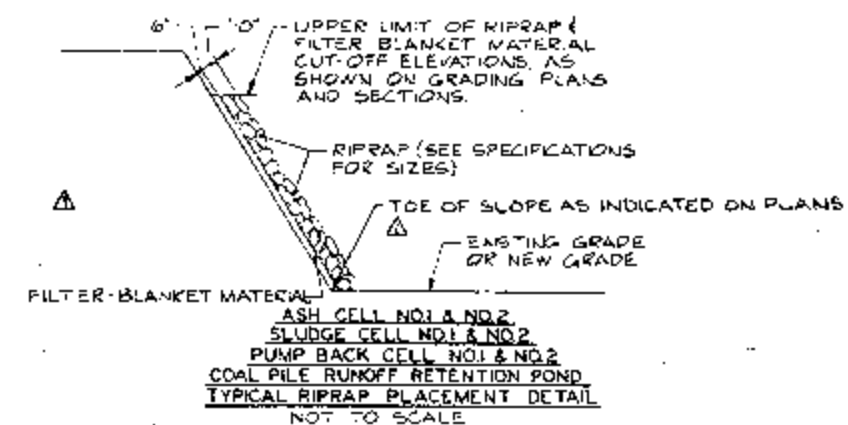 6" 1'-0"
UPPER LIMIT OF RIPRAP &
FILTER BLANKET MATERIAL
CUT-OFF ELEVATIONS, AS
SHOWN ON GRADING PLANS
AND SECTIONS.
RIPRAP (SEE SPECIFICATIONS
FOR SIZES)
TOE OF SLOPE AS INDICATED ON PLANS
EXISTING GRADE
OR NEW GRADE
FILTER-BLANKET MATERIAL
ASH CELL NO.1 & NO.2
SLUDGE CELL NO.1 & NO.2
PUMP BACK CELL NO.1 & NO.2
COAL PILE RUNOFF RETENTION POND
TYPICAL RIPRAP PLACEMENT DETAIL
NOT TO SCALE